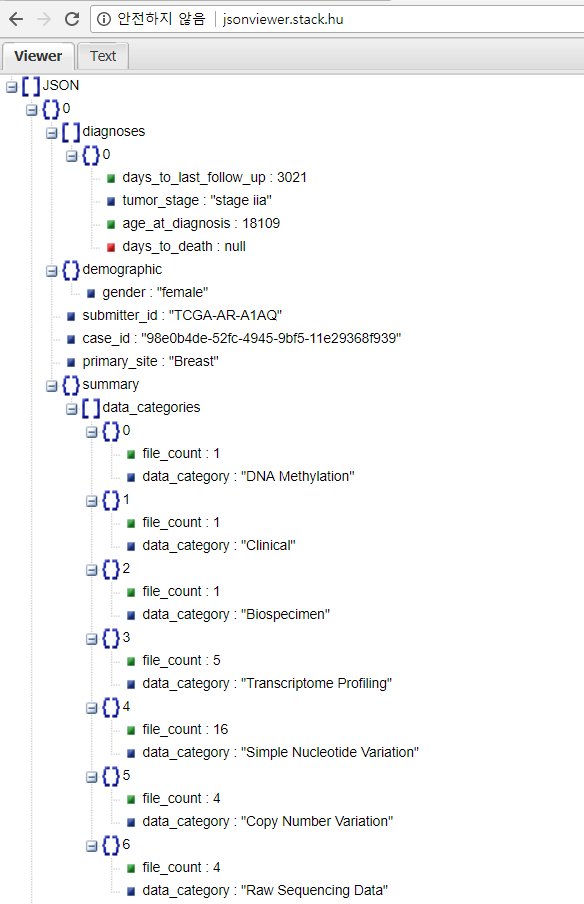 안전하지 않음 jsonviewer.stack.hu
Viewer Text
JSON
0
diagnoses
0
days_to_last_follow_up : 3021
tumor_stage : "stage iia"
age_at_diagnosis : 18109
days_to_death : null
demographic
gender : "female"
submitter_id : "TCGA-AR-A1AQ"
case_id : "98e0b4de-52fc-4945-9bf5-11e29368f939"
primary_site : "Breast"
summary
data_categories
0
file_count : 1
data_category : "DNA Methylation"
1
file_count : 1
data_category : "Clinical"
2
file_count : 1
data_category : "Biospecimen"
3
file_count : 5
data_category : "Transcriptome Profiling"
4
file_count : 16
data_category : "Simple Nucleotide Variation"
5
file_count : 4
data_category : "Copy Number Variation"
6
file_count : 4
data_category : "Raw Sequencing Data"